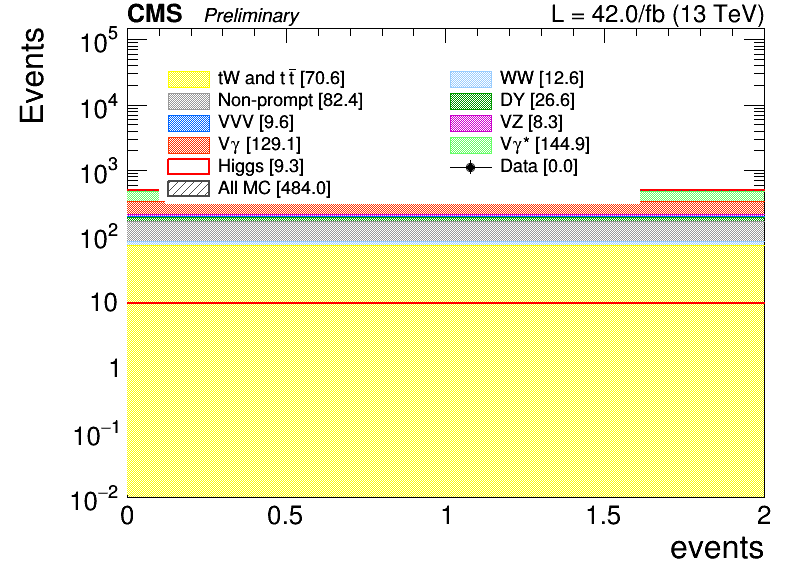 CMS Preliminary L = 42.0/fb (13 TeV)
Events
10⁵
10⁴
10³
10²
10
1
10⁻¹
10⁻²
tW and t t̅ [70.6] WW [12.6]
Non-prompt [82.4] DY [26.6]
VVV [9.6] VZ [8.3]
Vγ [129.1] Vγ* [144.9]
Higgs [9.3] Data [0.0]
All MC [484.0]
0 0.5 1 1.5 2
events